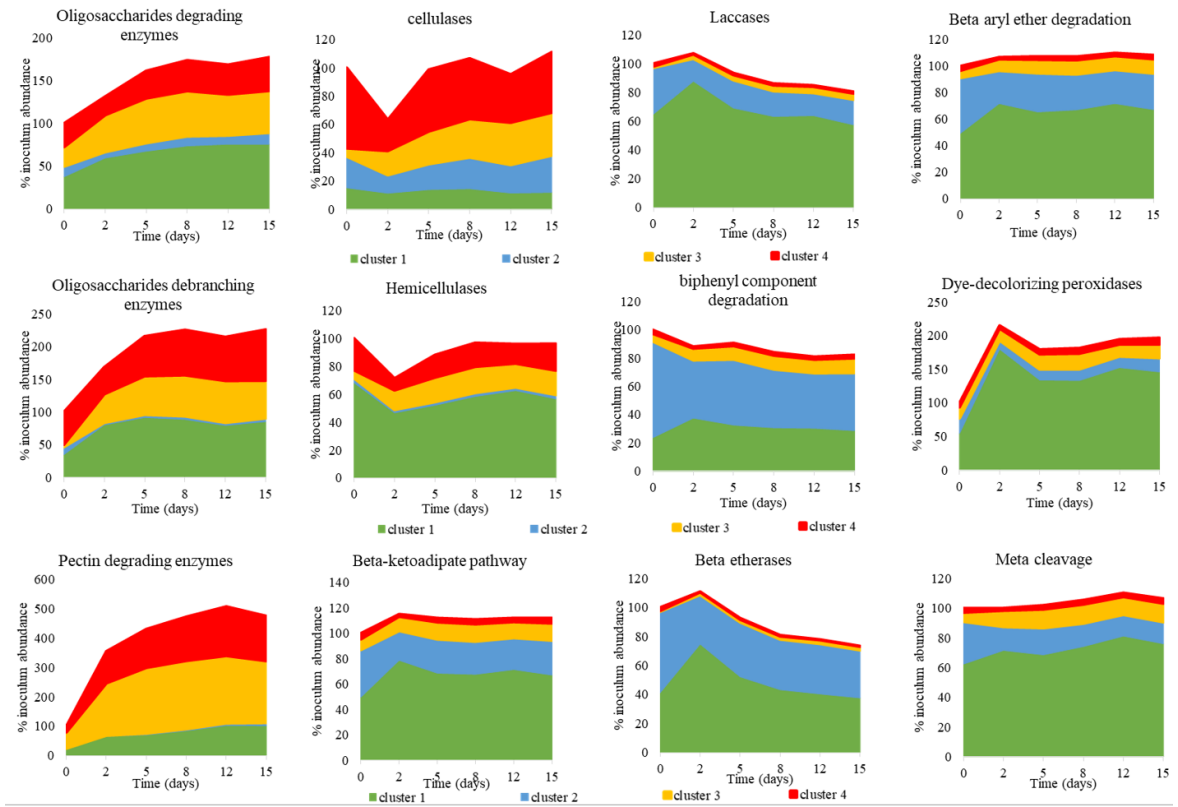 Oligosaccharides degrading
enzymes
% inoculum abundance
200
150
100
50
0
0 2 5 8 12 15
Time (days)
cellulases
% inoculum abundance
120
100
80
60
40
20
0
0 2 5 8 12 15
Time (days)
Laccases
% inoculum abundance
120
100
80
60
40
20
0
0 2 5 8 12 15
Time (days)
Beta aryl ether degradation
% inoculum abundance
120
100
80
60
40
20
0
0 2 5 8 12 15
Time (days)
cluster 1 cluster 2 cluster 3 cluster 4
Oligosaccharides debranching
enzymes
% inoculum abundance
250
200
150
100
50
0
0 2 5 8 12 15
Time (days)
Hemicellulases
% inoculum abundance
120
100
80
60
40
20
0
0 2 5 8 12 15
Time (days)
biphenyl component
degradation
% inoculum abundance
120
100
80
60
40
20
0
0 2 5 8 12 15
Time (days)
Dye-decolorizing peroxidases
% inoculum abundance
250
200
150
100
50
0
0 2 5 8 12 15
Time (days)
cluster 1 cluster 2 cluster 3 cluster 4
Pectin degrading enzymes
% inoculum abundance
600
500
400
300
200
100
0
0 2 5 8 12 15
Time (days)
Beta-ketoadipate pathway
% inoculum abundance
140
120
100
80
60
40
20
0
0 2 5 8 12 15
Time (days)
Beta etherases
% inoculum abundance
120
100
80
60
40
20
0
0 2 5 8 12 15
Time (days)
Meta cleavage
% inoculum abundance
120
100
80
60
40
20
0
0 2 5 8 12 15
Time (days)
cluster 1 cluster 2 cluster 3 cluster 4